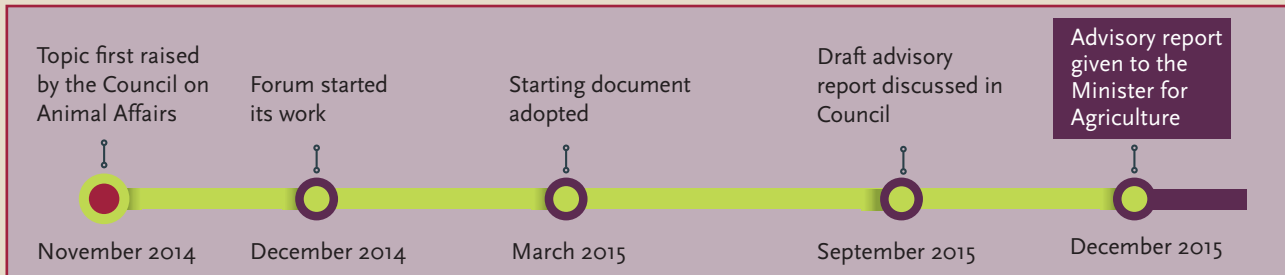 Topic first raised
by the Council on
Animal Affairs
November 2014
Forum started
its work
December 2014
Starting document
adopted
March 2015
Draft advisory
report discussed in
Council
September 2015
Advisory report
given to the
Minister for
Agriculture
December 2015